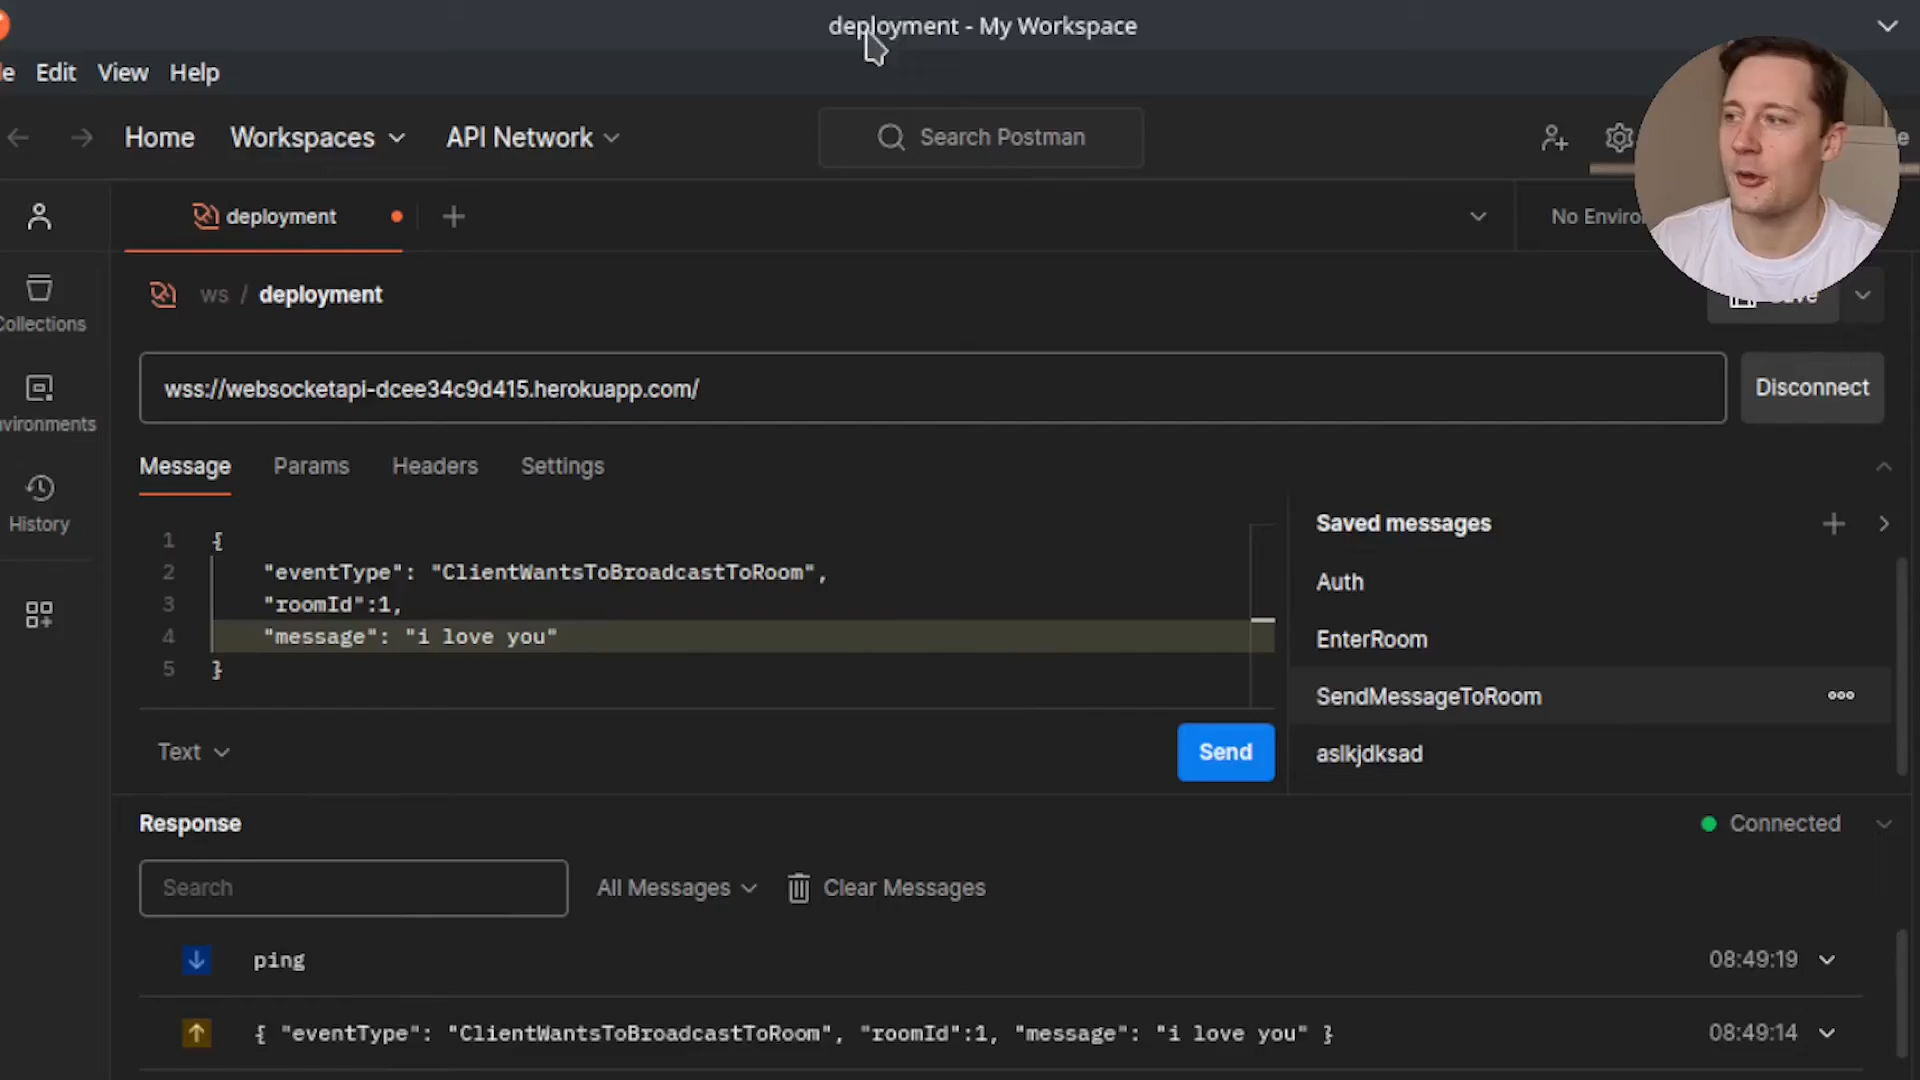 deployment - My Workspace
Edit View Help
Home Workspaces API Network Search Postman
deployment
ws / deployment
wss://websocketapi-dcee34c9d415.herokuapp.com/ Disconnect
Message Params Headers Settings
1 {
2 "eventType": "ClientWantsToBroadcastToRoom",
3 "roomId":1,
4 "message": "i love you"
5 }
Text Send
Saved messages
Auth
EnterRoom
SendMessageToRoom
aslkjdksad
History
Response Connected
Search All Messages Clear Messages
ping 08:49:19
{ "eventType": "ClientWantsToBroadcastToRoom", "roomId":1, "message": "i love you" } 08:49:14